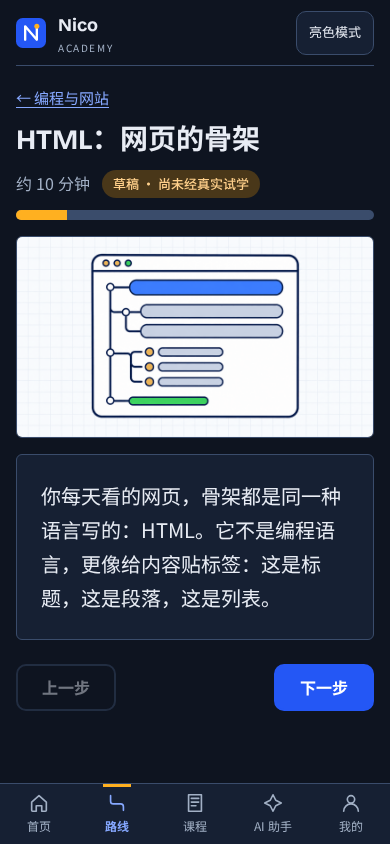 Nico
ACADEMY
亮色模式
← 编程与网站
HTML：网页的骨架
约 10 分钟
草稿 · 尚未经真实试学
你每天看的网页，骨架都是同一种
语言写的：HTML。它不是编程语
言，更像给内容贴标签：这是标
题，这是段落，这是列表。
上一步
下一步
首页
路线
课程
AI 助手
我的